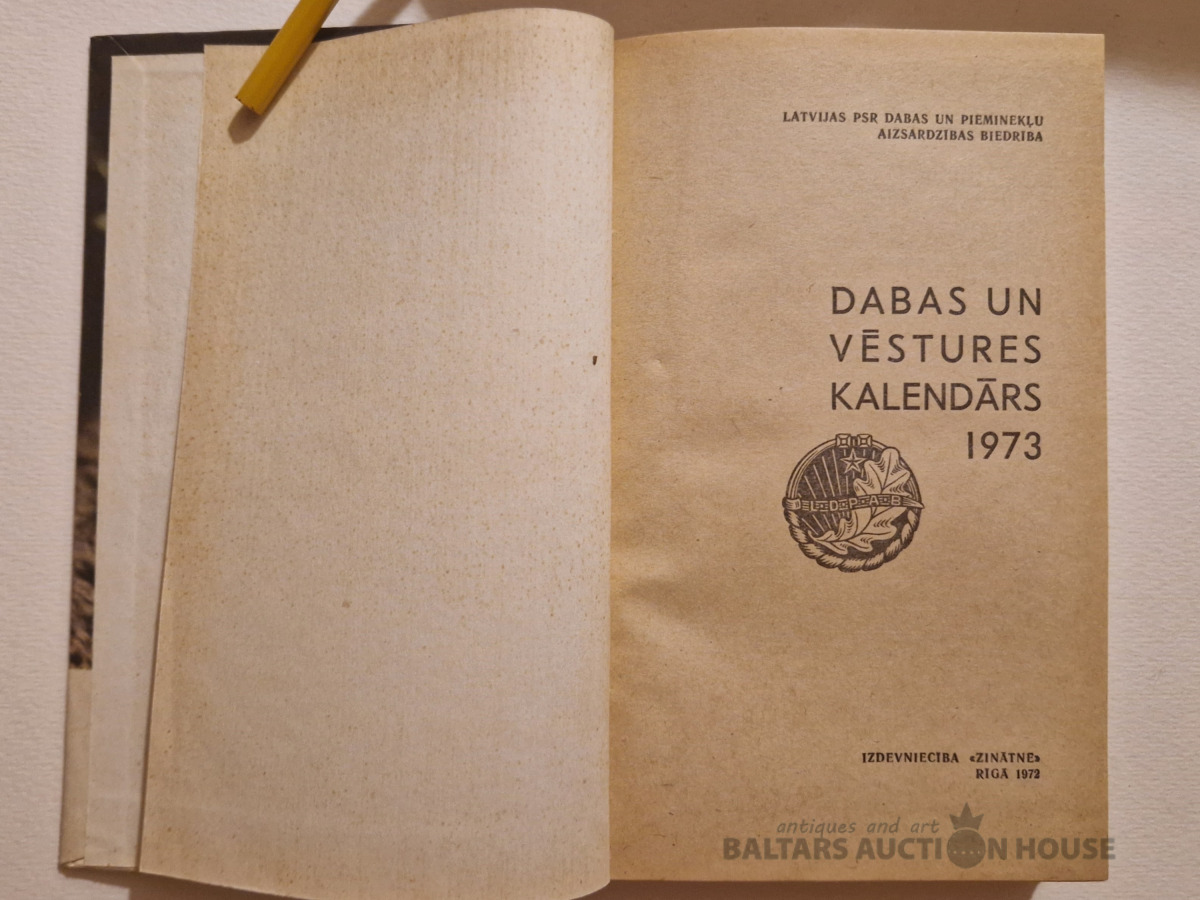 LATVIJAS PSR DABAS UN PIEMINEKĻU
AIZSARDZĪBAS BIEDRĪBA
DABAS UN
VĒSTURES
KALENDĀRS
1973
L-D-P-A-B
IZDEVNIECĪBA «ZINĀTNE»
RĪGĀ 1972
antiques and art
BALTARS AUCTION HOUSE